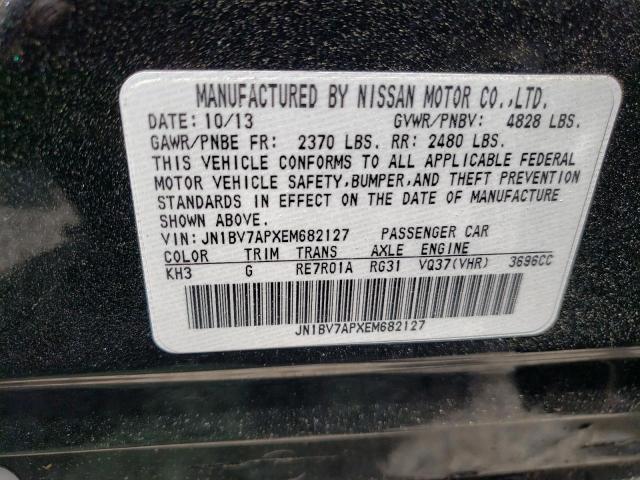 MANUFACTURED BY NISSAN MOTOR CO.,LTD.
DATE: 10/13 GVWR/PNBV: 4828 LBS.
GAWR/PNBE FR: 2370 LBS. RR: 2480 LBS.
THIS VEHICLE CONFORMS TO ALL APPLICABLE FEDERAL
MOTOR VEHICLE SAFETY,BUMPER,AND THEFT PREVENTION
STANDARDS IN EFFECT ON THE DATE OF MANUFACTURE
SHOWN ABOVE.
VIN: JN1BV7APXEM682127 PASSENGER CAR
COLOR TRIM TRANS AXLE ENGINE
KH3 G RE7R01A RG31 VQ37(VHR) 3696CC
JN1BV7APXEM682127